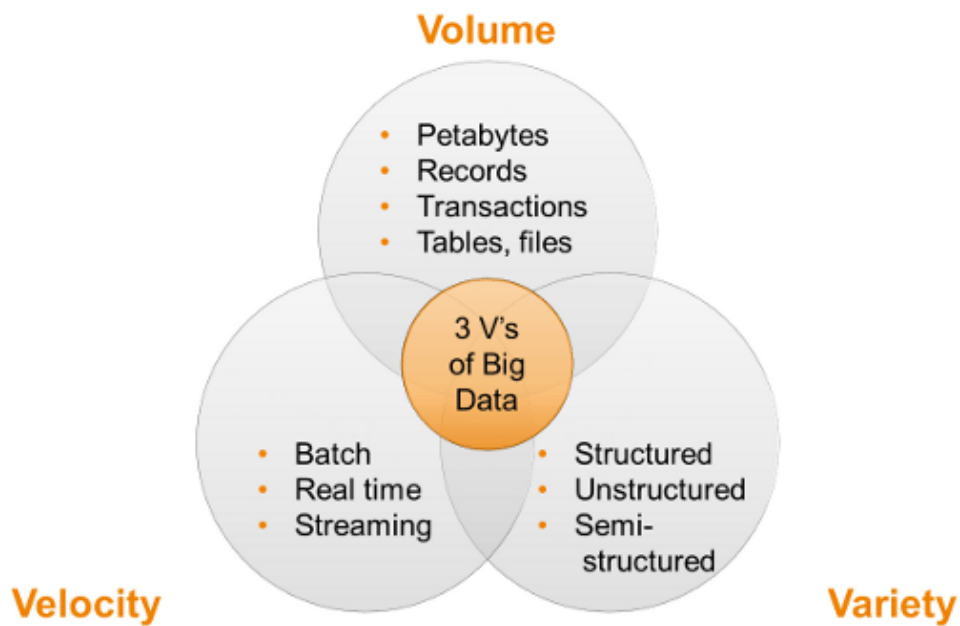 Volume
• Petabytes
• Records
• Transactions
• Tables, files
3 V's
of Big
Data
• Batch
• Real time
• Streaming
• Structured
• Unstructured
• Semi-
structured
Velocity
Variety